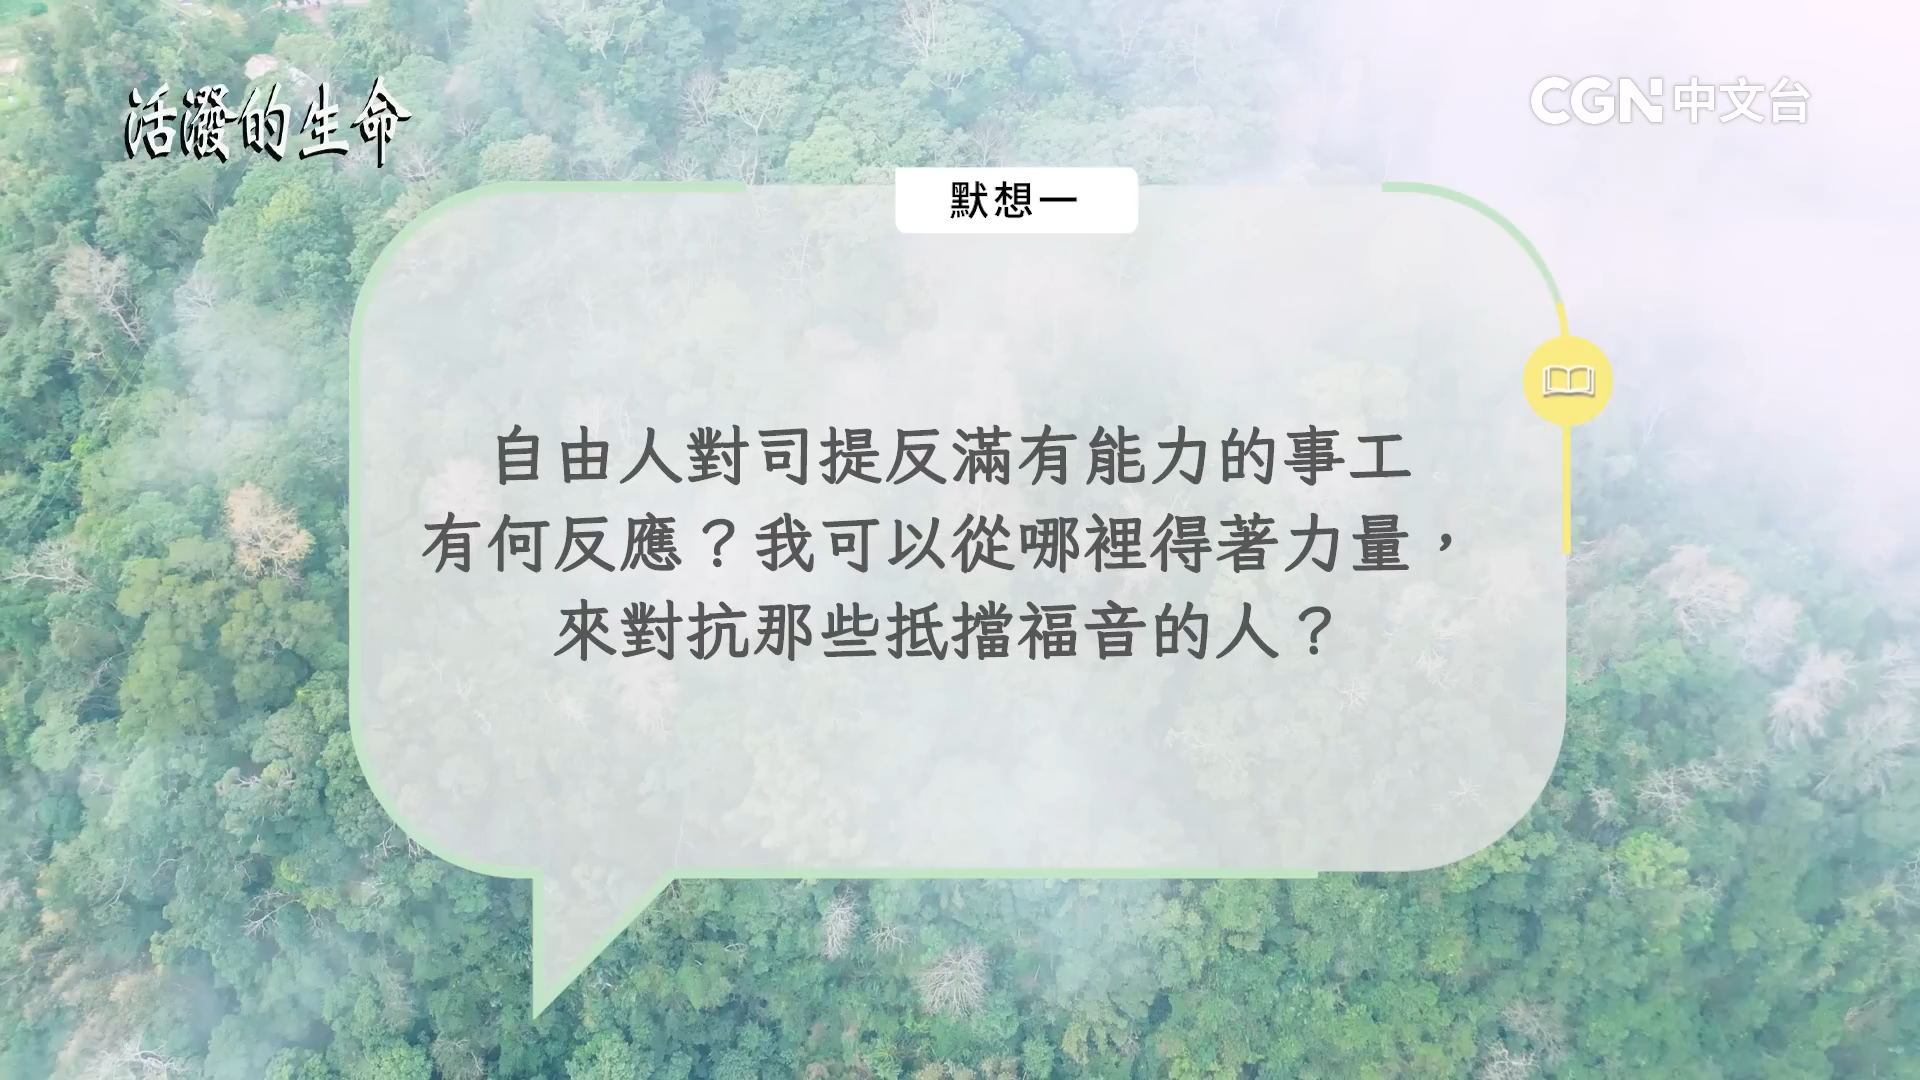 活潑的生命
CGN中文台
默想一
自由人對司提反滿有能力的事工
有何反應？我可以從哪裡得著力量，
來對抗那些抵擋福音的人？